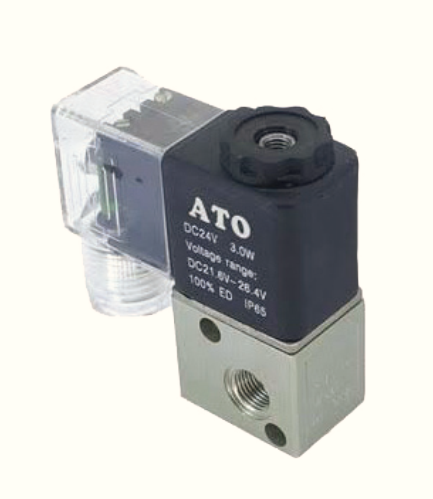 ATO
DC24V 3.0W
Voltage range:
DC21.6V~26.4V
100% ED IP65